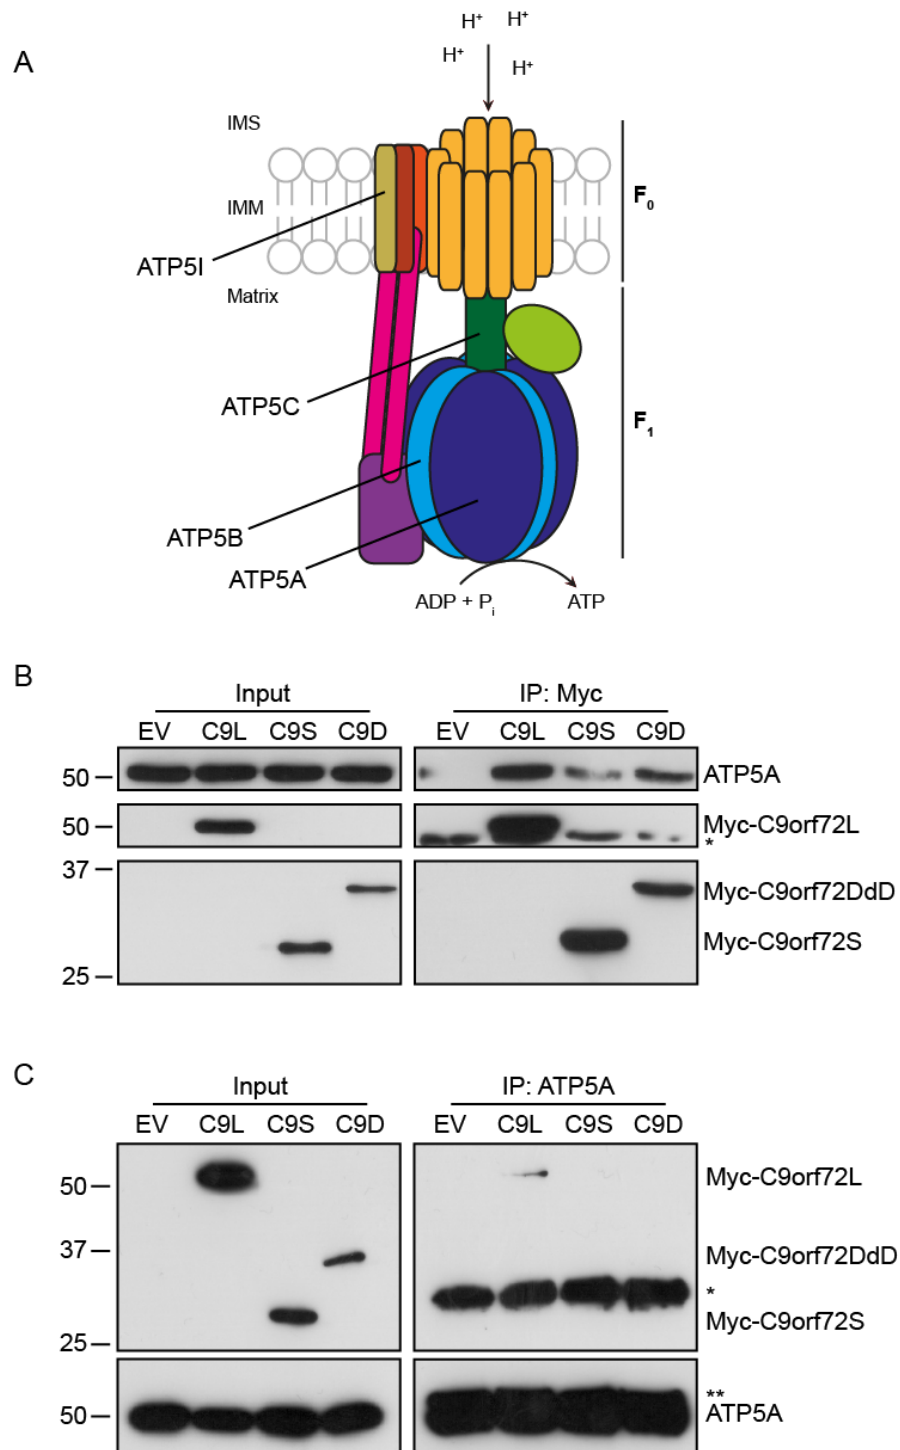 A
H⁺ H⁺
H⁺ H⁺
IMS
IMM
F₀
ATP5I
Matrix
ATP5C
F₁
ATP5B
ATP5A
ADP + Pᵢ ATP
B
Input IP: Myc
EV C9L C9S C9D EV C9L C9S C9D
50 ATP5A
50 Myc-C9orf72L
*
37
Myc-C9orf72DdD
Myc-C9orf72S
25
C
Input IP: ATP5A
EV C9L C9S C9D EV C9L C9S C9D
50 Myc-C9orf72L
37 Myc-C9orf72DdD
*
Myc-C9orf72S
25
**
50 ATP5A